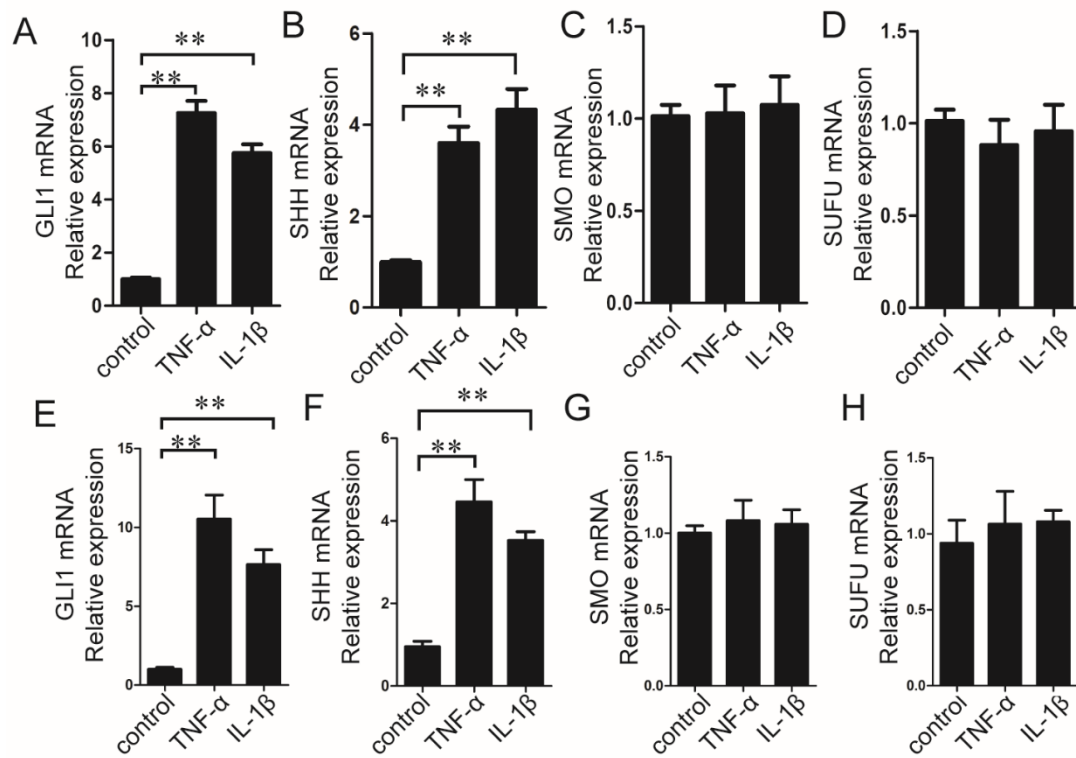 A
GLI1 mRNA
Relative expression
10
8
6
4
2
0
**
**
control
TNF-α
IL-1β
B
SHH mRNA
Relative expression
6
4
2
0
**
**
control
TNF-α
IL-1β
C
SMO mRNA
Relative expression
1.5
1.0
0.5
0.0
control
TNF-α
IL-1β
D
SUFU mRNA
Relative expression
1.5
1.0
0.5
0.0
control
TNF-α
IL-1β
E
GLI1 mRNA
Relative expression
15
10
5
0
**
**
control
TNF-α
IL-1β
F
SHH mRNA
Relative expression
6
4
2
0
**
**
control
TNF-α
IL-1β
G
SMO mRNA
Relative expression
1.5
1.0
0.5
0.0
control
TNF-α
IL-1β
H
SUFU mRNA
Relative expression
1.5
1.0
0.5
0.0
control
TNF-α
IL-1β